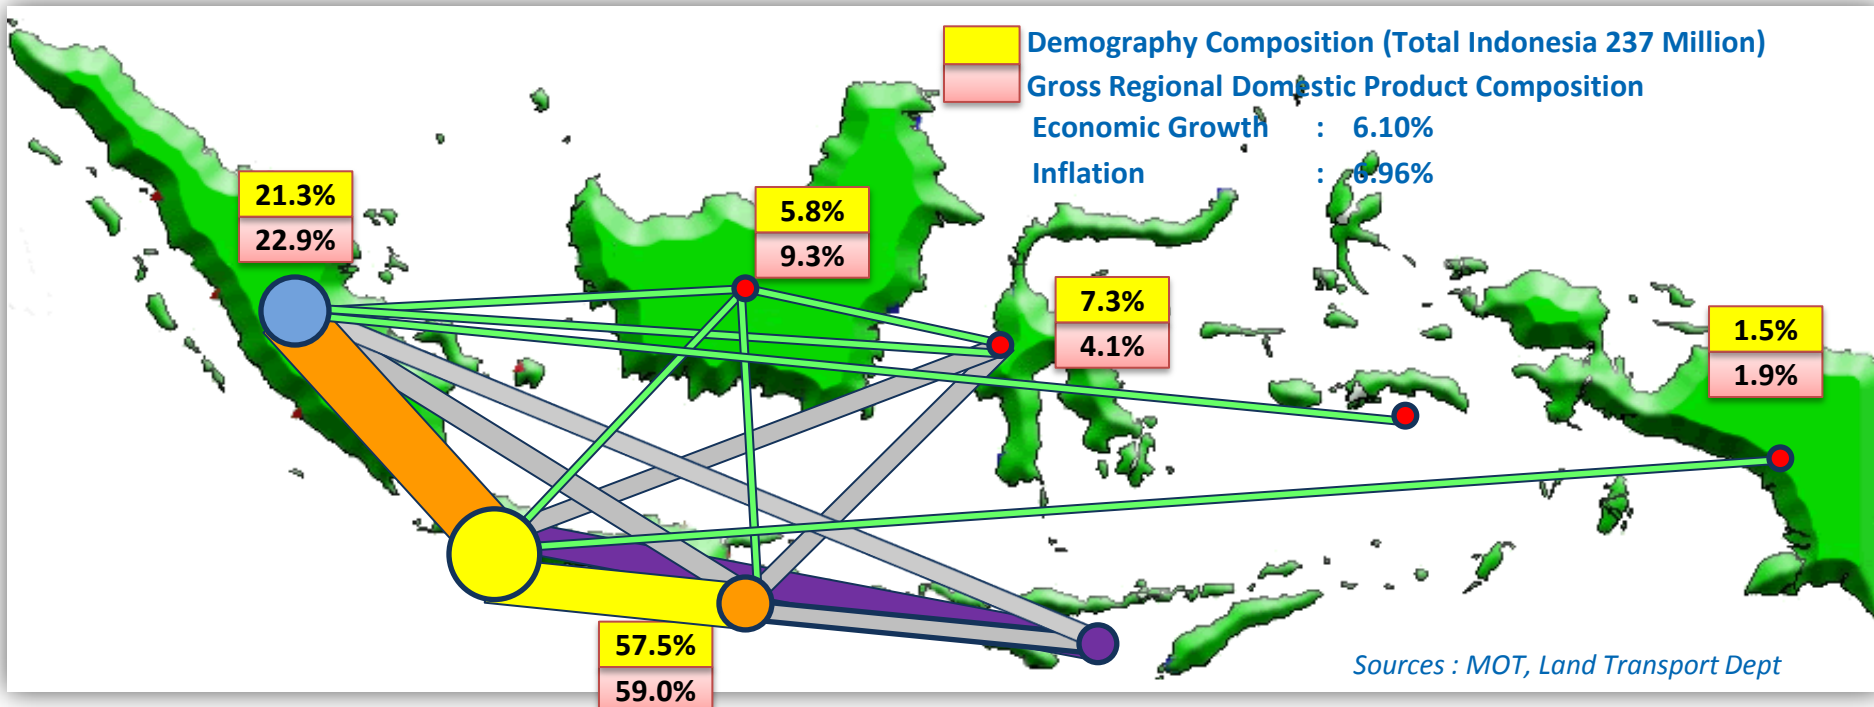 Demography Composition (Total Indonesia 237 Million)
Gross Regional Domestic Product Composition
Economic Growth : 6.10%
Inflation : 6.96%
21.3%
22.9%
5.8%
9.3%
7.3%
4.1%
1.5%
1.9%
57.5%
59.0%
Sources : MOT, Land Transport Dept